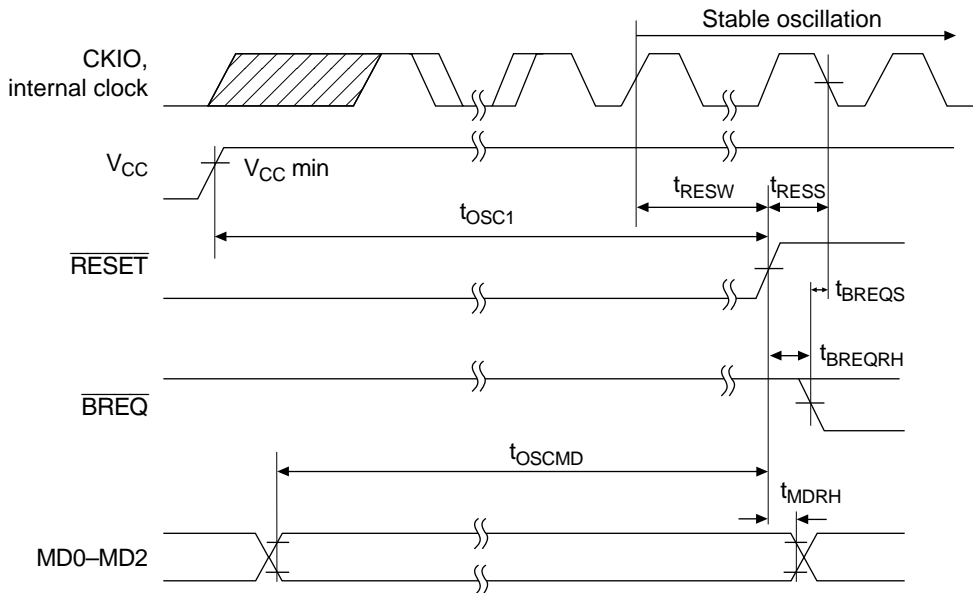 Stable oscillation
CKIO,
internal clock
VCC
VCC min
tRESW
tRESS
tOSC1
RESET
tBREQS
tBREQRH
BREQ
tOSCMD
tMDRH
MD0–MD2